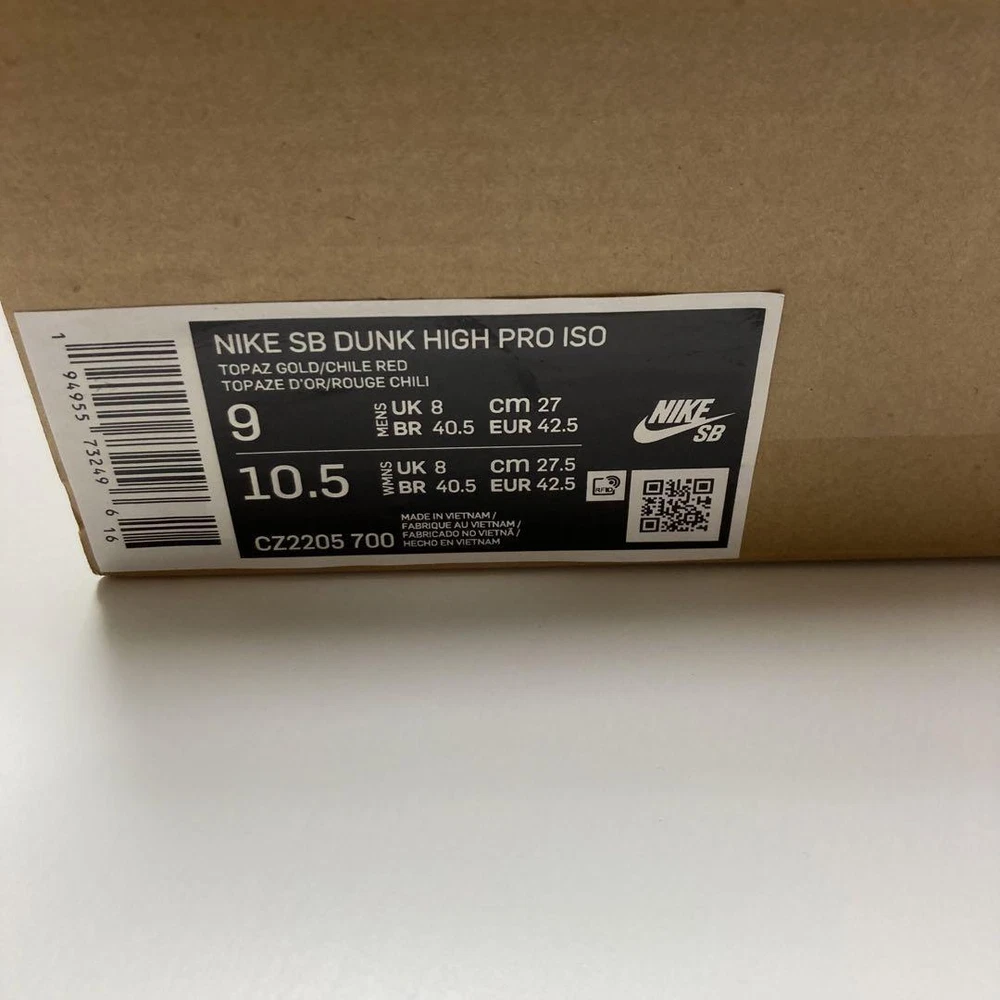 1 94955 73249 6 16
NIKE SB DUNK HIGH PRO ISO
TOPAZ GOLD/CHILE RED
TOPAZE D'OR/ROUGE CHILI
9
MENS
UK 8 cm 27
BR 40.5 EUR 42.5
10.5
WMNS
UK 8 cm 27.5
BR 40.5 EUR 42.5
CZ2205 700
MADE IN VIETNAM /
FABRIQUE AU VIETNAM /
FABRICADO NO VIETNÃ /
HECHO EN VIETNAM
RFID
NIKE
SB